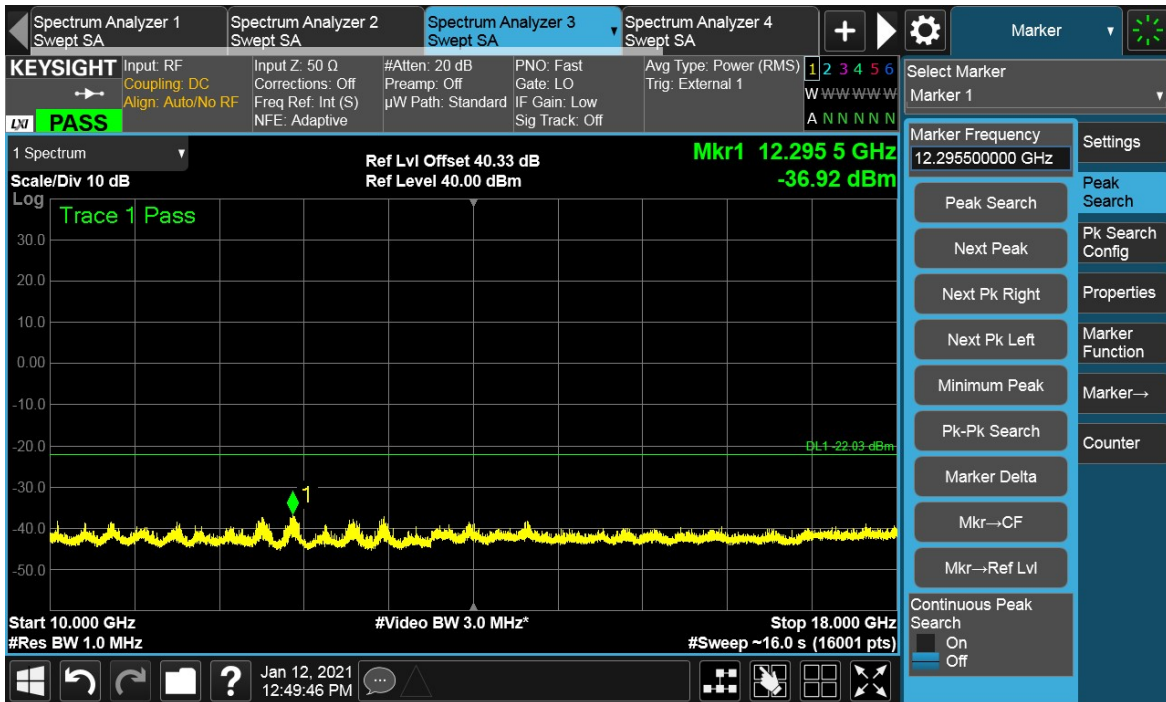 Spectrum Analyzer 1
Swept SA
Spectrum Analyzer 2
Swept SA
Spectrum Analyzer 3
Swept SA
Spectrum Analyzer 4
Swept SA
+
Marker
KEYSIGHT
LXI PASS
Input: RF
Coupling: DC
Align: Auto/No RF
Input Z: 50 Ω
Corrections: Off
Freq Ref: Int (S)
NFE: Adaptive
#Atten: 20 dB
Preamp: Off
µW Path: Standard
PNO: Fast
Gate: LO
IF Gain: Low
Sig Track: Off
Avg Type: Power (RMS)
Trig: External 1
1 2 3 4 5 6
W W W W W W
A N N N N N
Select Marker
Marker 1
1 Spectrum
Scale/Div 10 dB
Ref Lvl Offset 40.33 dB
Ref Level 40.00 dBm
Mkr1 12.295 5 GHz
-36.92 dBm
Log
Trace 1 Pass
30.0
20.0
10.0
0.00
-10.0
-20.0
-30.0
-40.0
-50.0
DL1 -22.03 dBm
1
Start 10.000 GHz
#Res BW 1.0 MHz
#Video BW 3.0 MHz*
Stop 18.000 GHz
#Sweep ~16.0 s (16001 pts)
Marker Frequency
12.295500000 GHz
Peak Search
Next Peak
Next Pk Right
Next Pk Left
Minimum Peak
Pk-Pk Search
Marker Delta
Mkr→CF
Mkr→Ref Lvl
Continuous Peak
Search
On
Off
Settings
Peak
Search
Pk Search
Config
Properties
Marker
Function
Marker→
Counter
?
Jan 12, 2021
12:49:46 PM